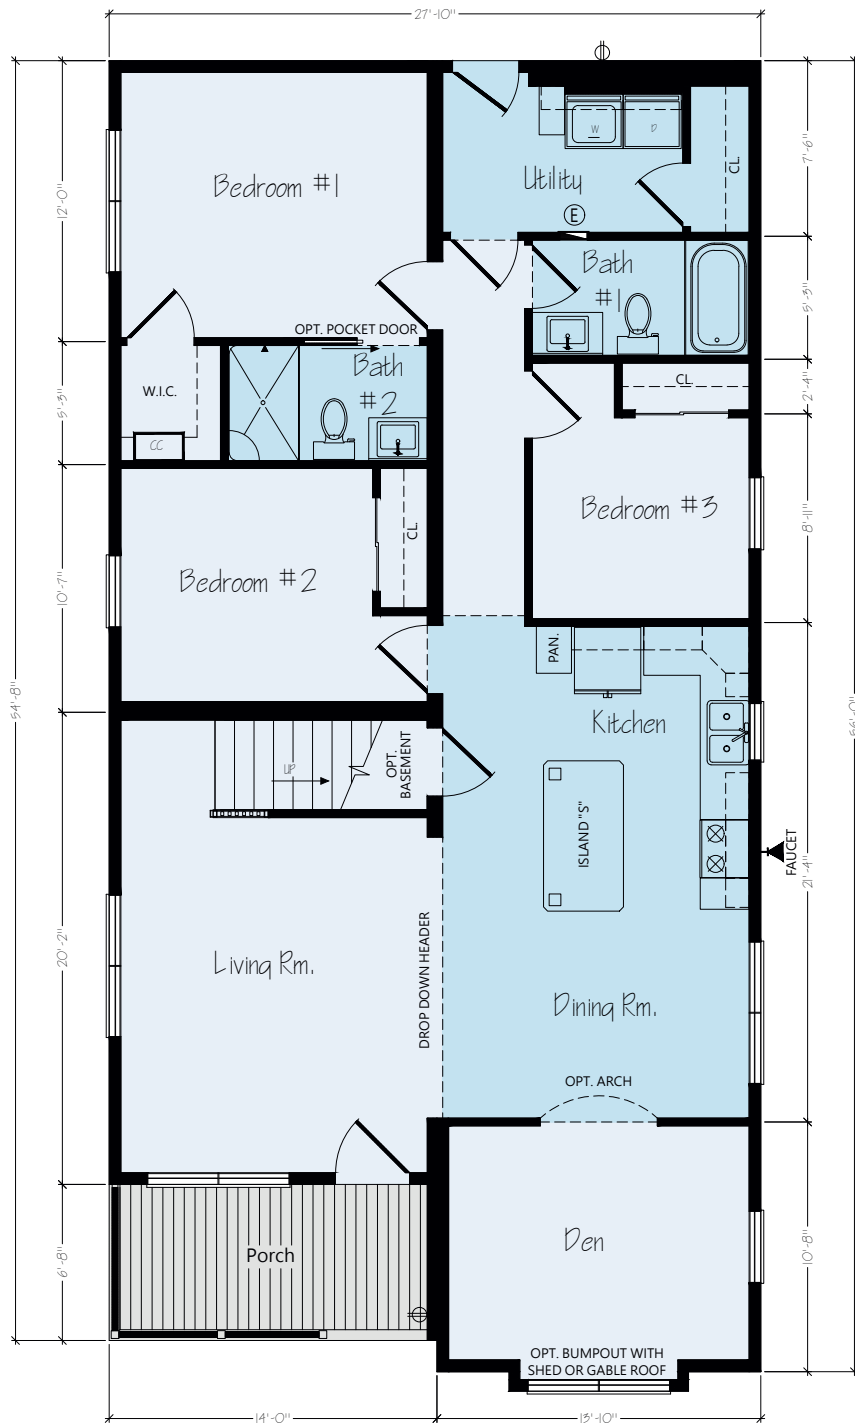 27'-10"
W
D
7'-6"
CL.
Utility
Bedroom #1
12'-0"
E
Bath
#1
5'-3"
OPT. POCKET DOOR
Bath
#2
W.I.C.
CC
5'-3"
CL.
2'-4"
Bedroom #3
8'-11"
CL.
Bedroom #2
10'-7"
PAN.
Kitchen
54'-8"
56'-0"
UP
OPT.
BASEMENT
ISLAND "S"
FAUCET
21'-4"
DROP DOWN HEADER
20'-2"
Living Rm.
Dining Rm.
OPT. ARCH
Den
Porch
6'-8"
10'-8"
OPT. BUMPOUT WITH
SHED OR GABLE ROOF
14'-0"
13'-10"